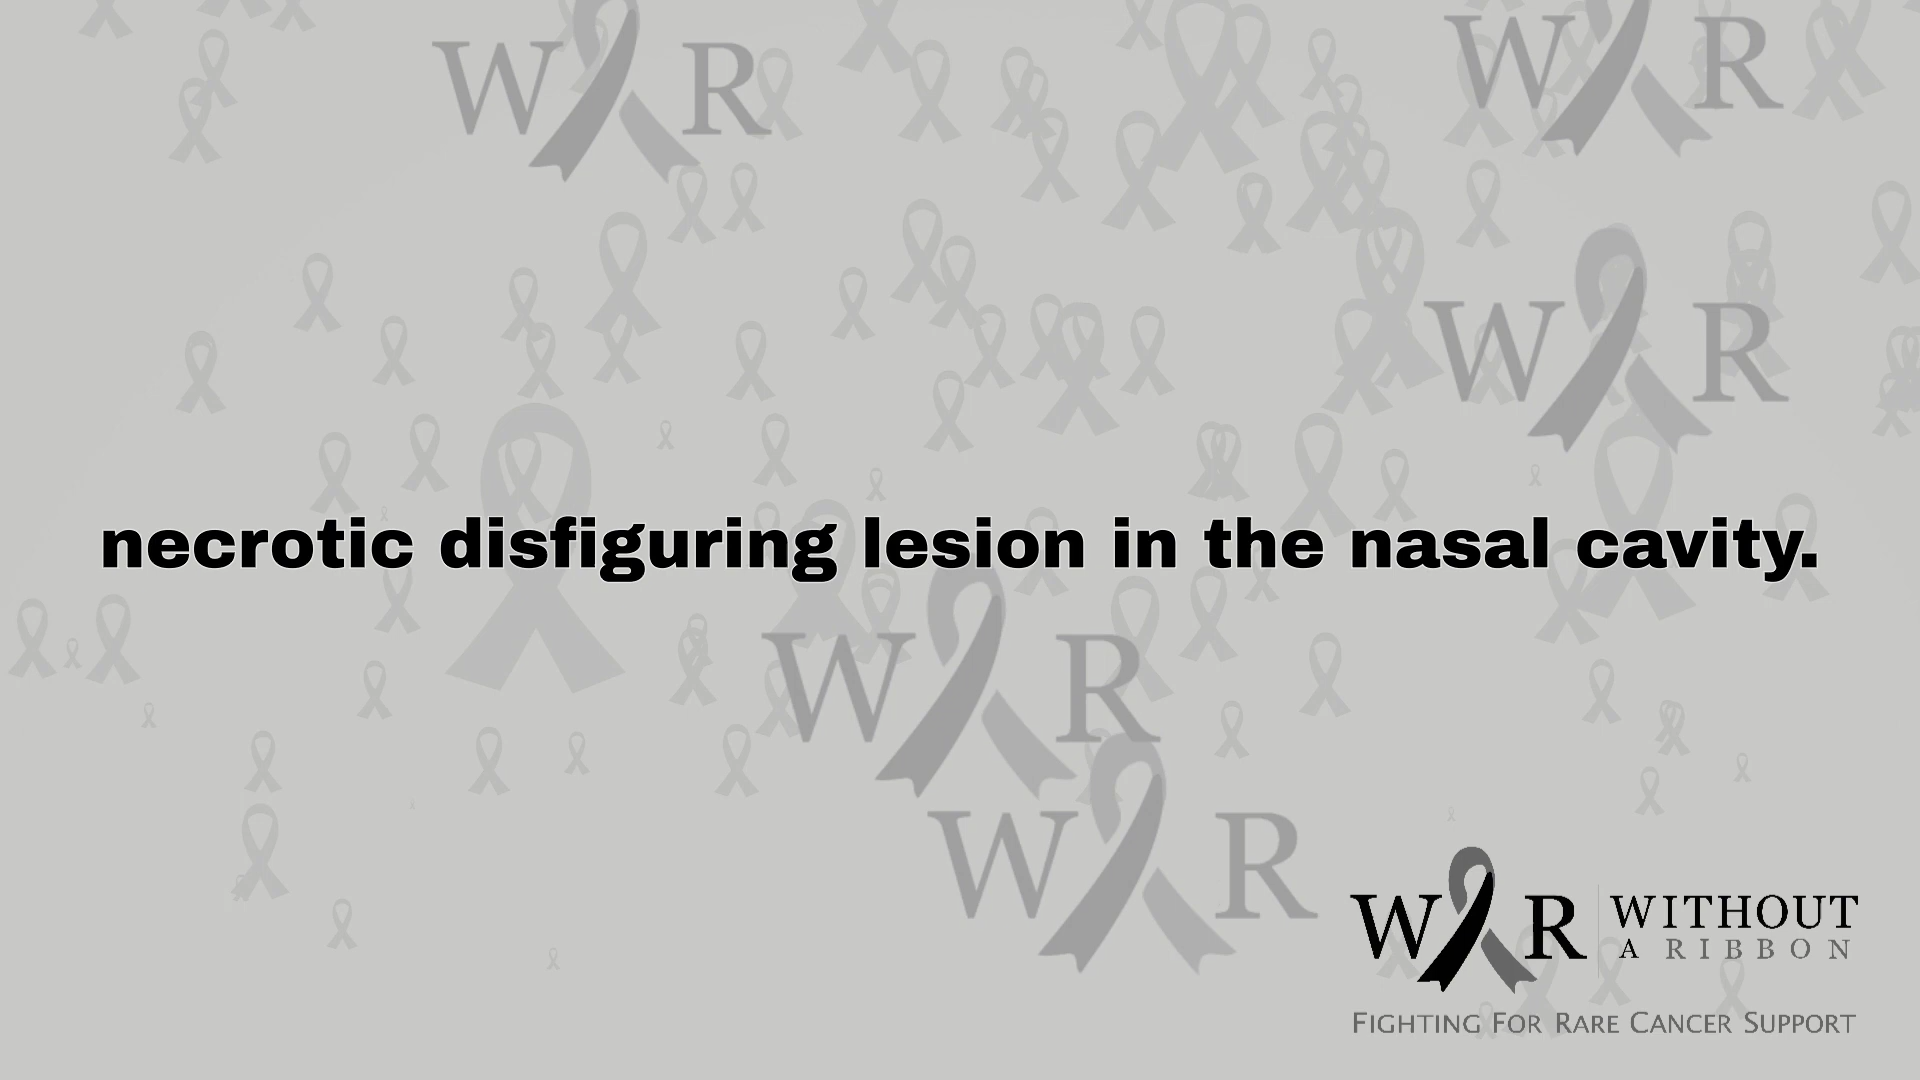 W R
W R
W R
necrotic disfiguring lesion in the nasal cavity.
W R
W R
W R WITHOUT
A RIBBON
FIGHTING FOR RARE CANCER SUPPORT